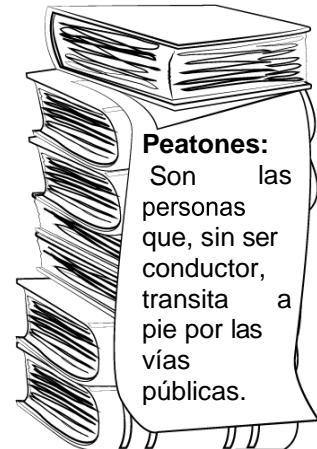 Peatones:
Son las
personas
que, sin ser
conductor,
transita a
pie por las
vías
públicas.